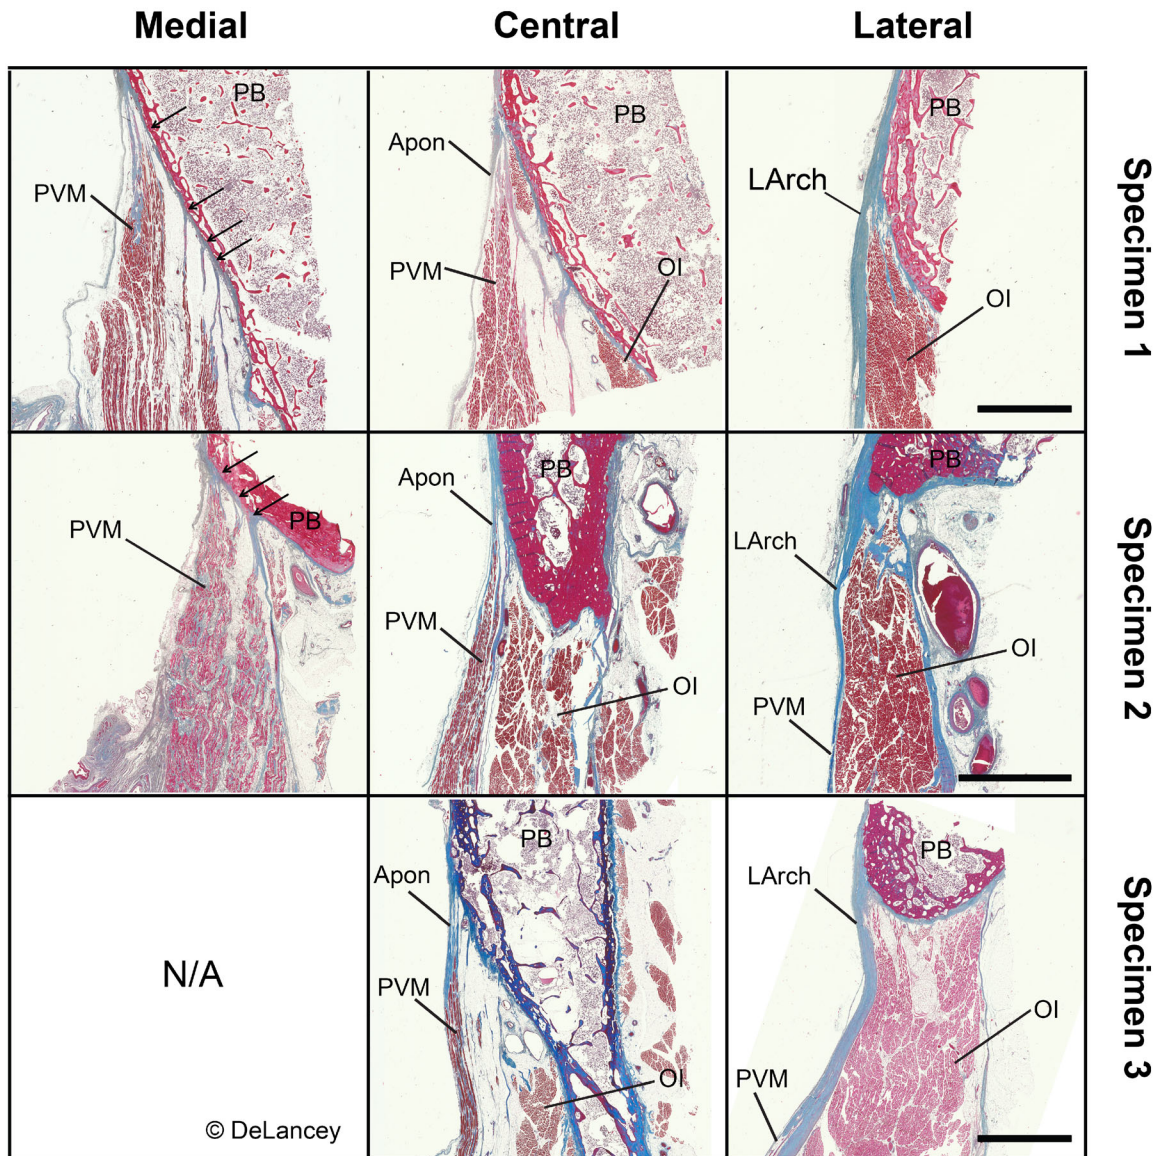 Medial Central Lateral
PB
PVM
Apon
PB
PVM
OI
PB
LArch
OI
Specimen 1
PVM
PB
Apon
PB
PVM
OI
PB
LArch
OI
PVM
Specimen 2
N/A
© DeLancey
PB
Apon
PVM
OI
PB
LArch
OI
PVM
Specimen 3